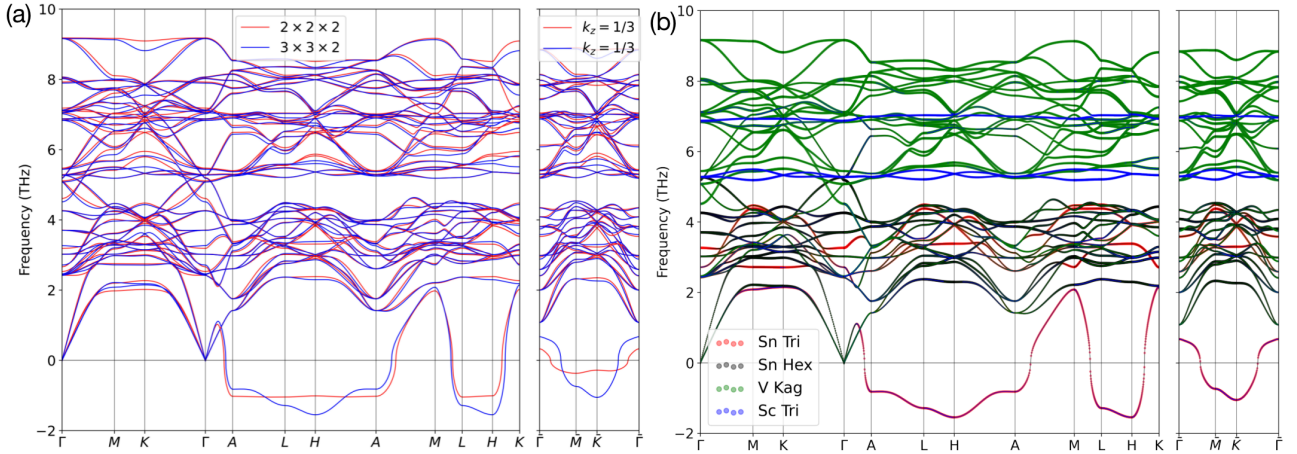 (a)
10
8
6
4
2
0
−2
Frequency (THz)
2 × 2 × 2
3 × 3 × 2
k_z = 1/3
k_z = 1/3
Γ M K Γ A L H A M L H K
Γ̄ M̄ K̄ Γ̄
(b)
10
8
6
4
2
0
−2
Frequency (THz)
Sn Tri
Sn Hex
V Kag
Sc Tri
Γ M K Γ A L H A M L H K
Γ̄ M̄ K̄ Γ̄